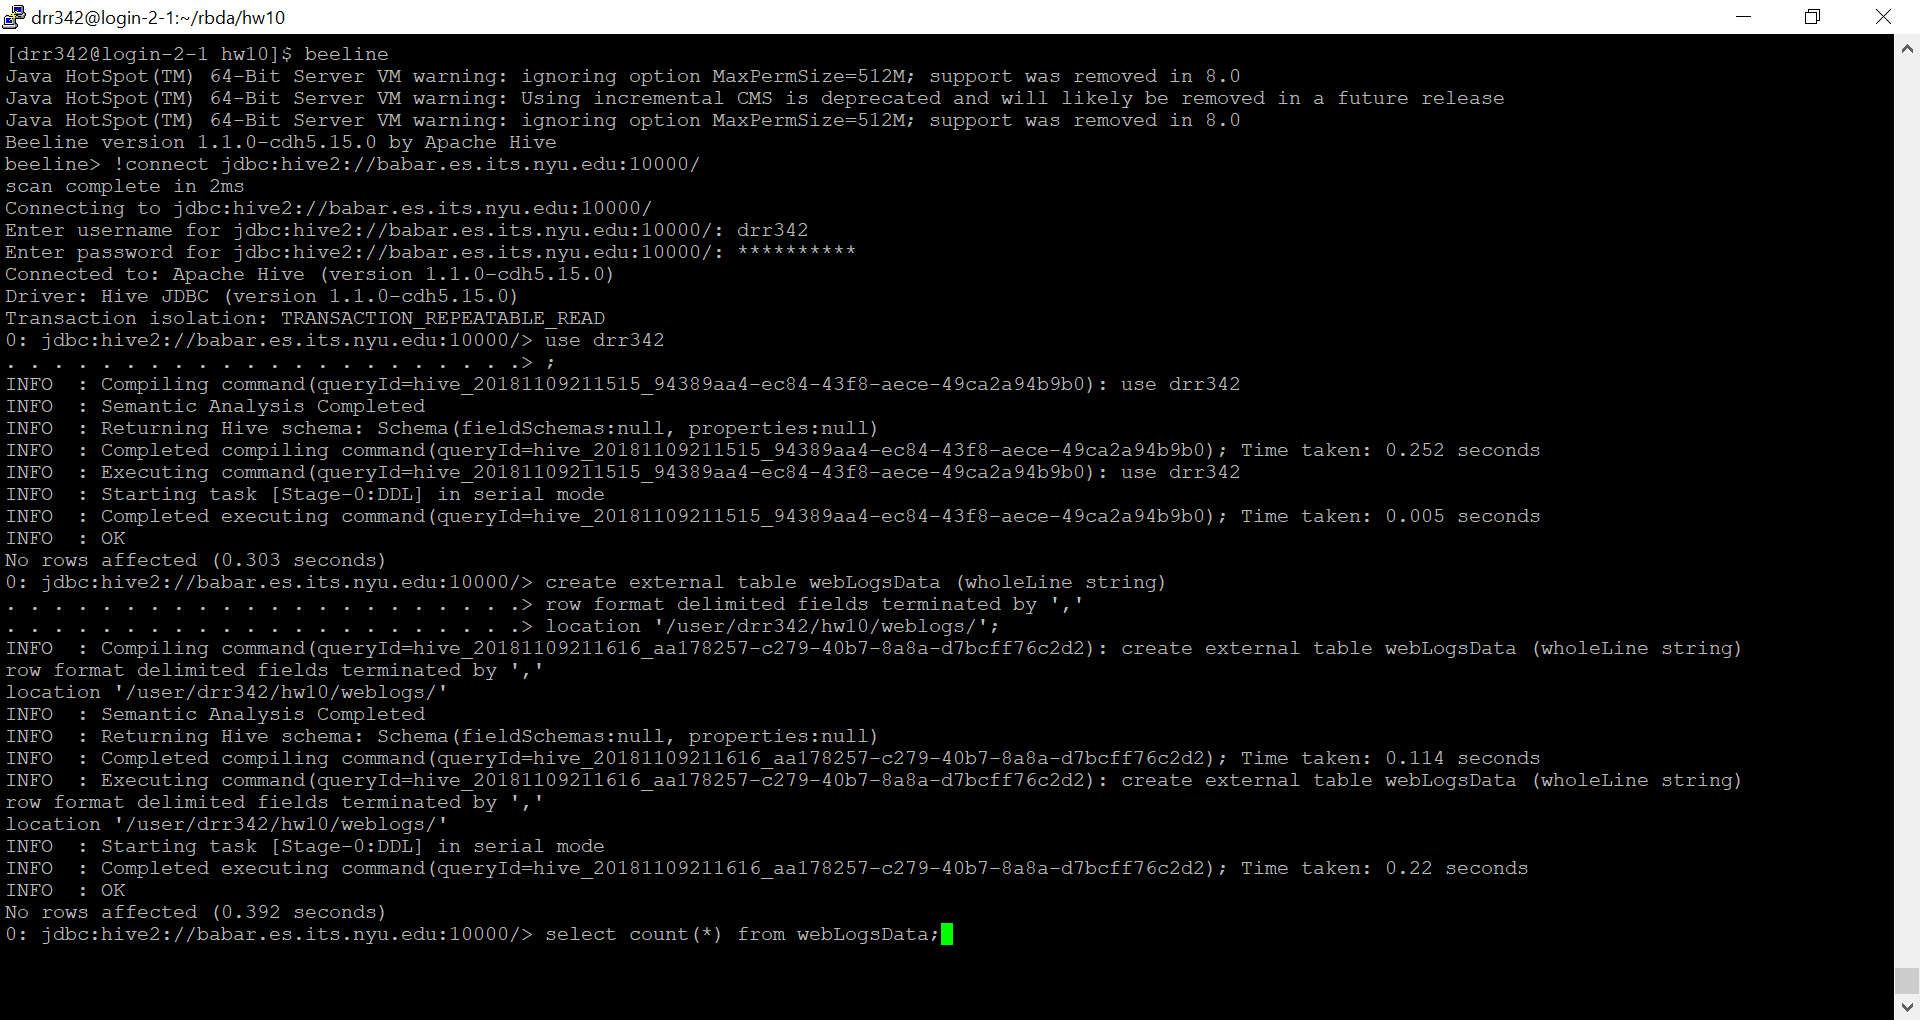 drr342@login-2-1:~/rbda/hw10
[drr342@login-2-1 hw10]$ beeline
Java HotSpot(TM) 64-Bit Server VM warning: ignoring option MaxPermSize=512M; support was removed in 8.0
Java HotSpot(TM) 64-Bit Server VM warning: Using incremental CMS is deprecated and will likely be removed in a future release
Java HotSpot(TM) 64-Bit Server VM warning: ignoring option MaxPermSize=512M; support was removed in 8.0
Beeline version 1.1.0-cdh5.15.0 by Apache Hive
beeline> !connect jdbc:hive2://babar.es.its.nyu.edu:10000/
scan complete in 2ms
Connecting to jdbc:hive2://babar.es.its.nyu.edu:10000/
Enter username for jdbc:hive2://babar.es.its.nyu.edu:10000/: drr342
Enter password for jdbc:hive2://babar.es.its.nyu.edu:10000/: **********
Connected to: Apache Hive (version 1.1.0-cdh5.15.0)
Driver: Hive JDBC (version 1.1.0-cdh5.15.0)
Transaction isolation: TRANSACTION_REPEATABLE_READ
0: jdbc:hive2://babar.es.its.nyu.edu:10000/> use drr342
. . . . . . . . . . . . . . . . . . . . . .> ;
INFO  : Compiling command(queryId=hive_20181109211515_94389aa4-ec84-43f8-aece-49ca2a94b9b0): use drr342
INFO  : Semantic Analysis Completed
INFO  : Returning Hive schema: Schema(fieldSchemas:null, properties:null)
INFO  : Completed compiling command(queryId=hive_20181109211515_94389aa4-ec84-43f8-aece-49ca2a94b9b0); Time taken: 0.252 seconds
INFO  : Executing command(queryId=hive_20181109211515_94389aa4-ec84-43f8-aece-49ca2a94b9b0): use drr342
INFO  : Starting task [Stage-0:DDL] in serial mode
INFO  : Completed executing command(queryId=hive_20181109211515_94389aa4-ec84-43f8-aece-49ca2a94b9b0); Time taken: 0.005 seconds
INFO  : OK
No rows affected (0.303 seconds)
0: jdbc:hive2://babar.es.its.nyu.edu:10000/> create external table webLogsData (wholeLine string)
. . . . . . . . . . . . . . . . . . . . . .> row format delimited fields terminated by ','
. . . . . . . . . . . . . . . . . . . . . .> location '/user/drr342/hw10/weblogs/';
INFO  : Compiling command(queryId=hive_20181109211616_aa178257-c279-40b7-8a8a-d7bcff76c2d2): create external table webLogsData (wholeLine string)
row format delimited fields terminated by ','
location '/user/drr342/hw10/weblogs/'
INFO  : Semantic Analysis Completed
INFO  : Returning Hive schema: Schema(fieldSchemas:null, properties:null)
INFO  : Completed compiling command(queryId=hive_20181109211616_aa178257-c279-40b7-8a8a-d7bcff76c2d2); Time taken: 0.114 seconds
INFO  : Executing command(queryId=hive_20181109211616_aa178257-c279-40b7-8a8a-d7bcff76c2d2): create external table webLogsData (wholeLine string)
row format delimited fields terminated by ','
location '/user/drr342/hw10/weblogs/'
INFO  : Starting task [Stage-0:DDL] in serial mode
INFO  : Completed executing command(queryId=hive_20181109211616_aa178257-c279-40b7-8a8a-d7bcff76c2d2); Time taken: 0.22 seconds
INFO  : OK
No rows affected (0.392 seconds)
0: jdbc:hive2://babar.es.its.nyu.edu:10000/> select count(*) from webLogsData;